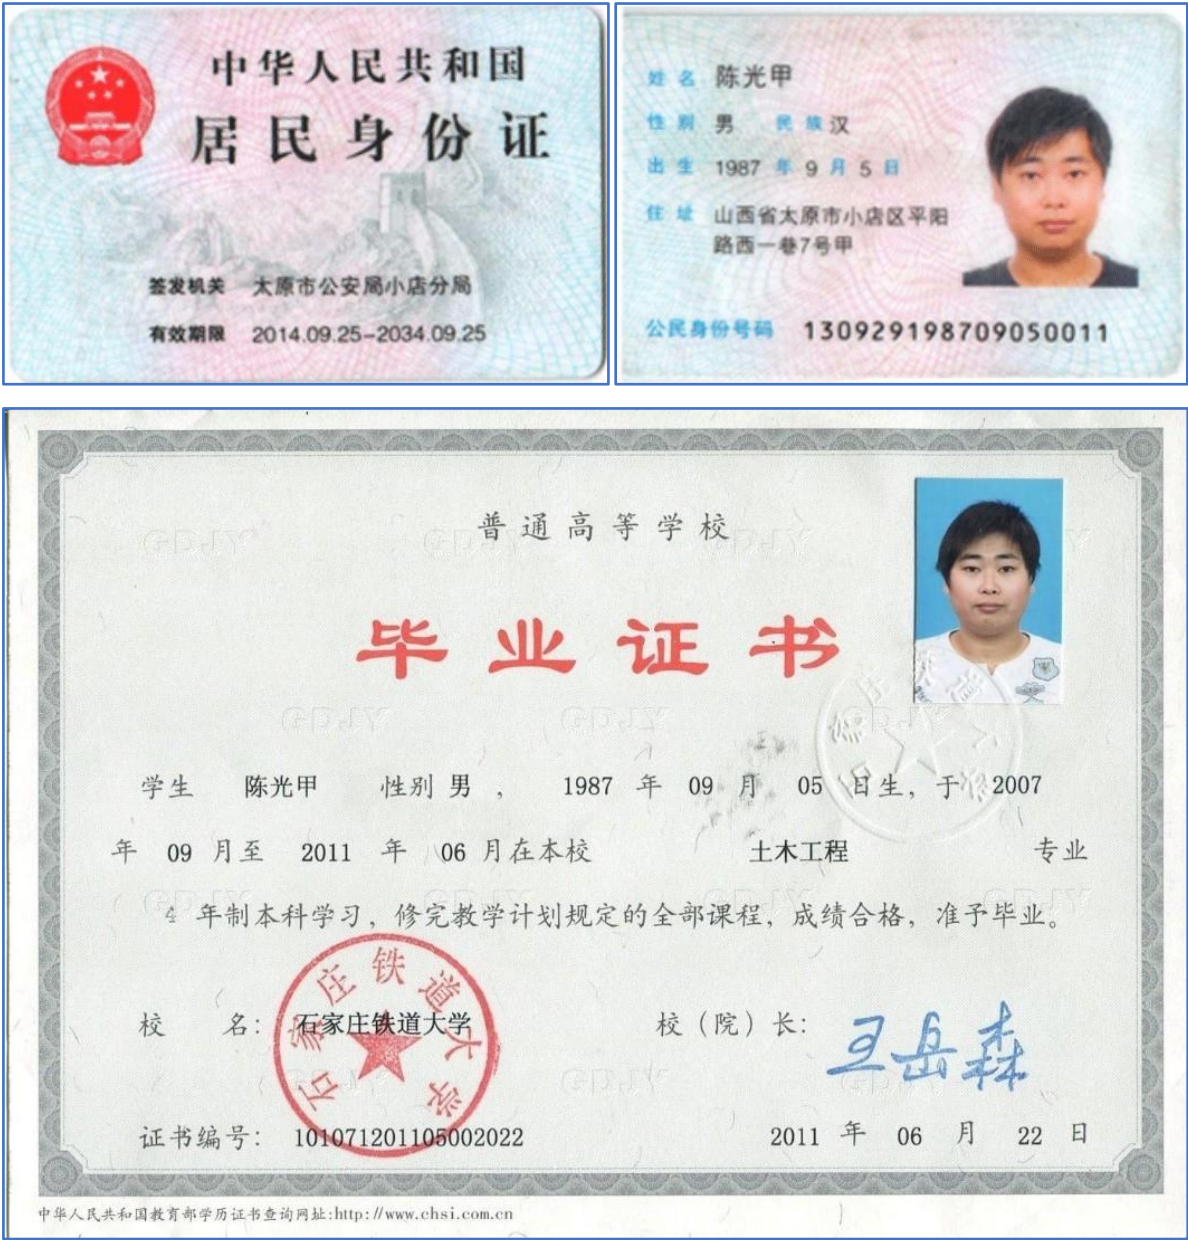 中华人民共和国
居民身份证
签发机关 太原市公安局小店分局
有效期限 2014.09.25-2034.09.25
姓名 陈光甲
性别 男 民族 汉
出生 1987 年 9 月 5 日
住址 山西省太原市小店区平阳
路西一巷7号甲
公民身份号码 130929198709050011
普通高等学校
毕业证书
学生 陈光甲 性别 男 , 1987 年 09 月 05 日生, 于 2007
年 09 月至 2011 年 06 月在本校 土木工程 专业
4 年制本科学习, 修完教学计划规定的全部课程, 成绩合格, 准予毕业。
校 名: 石家庄铁道大学 校(院)长: 王岳森
石家庄铁道大学
证书编号: 101071201105002022 2011 年 06 月 22 日
中华人民共和国教育部学历证书查询网址:http://www.chsi.com.cn